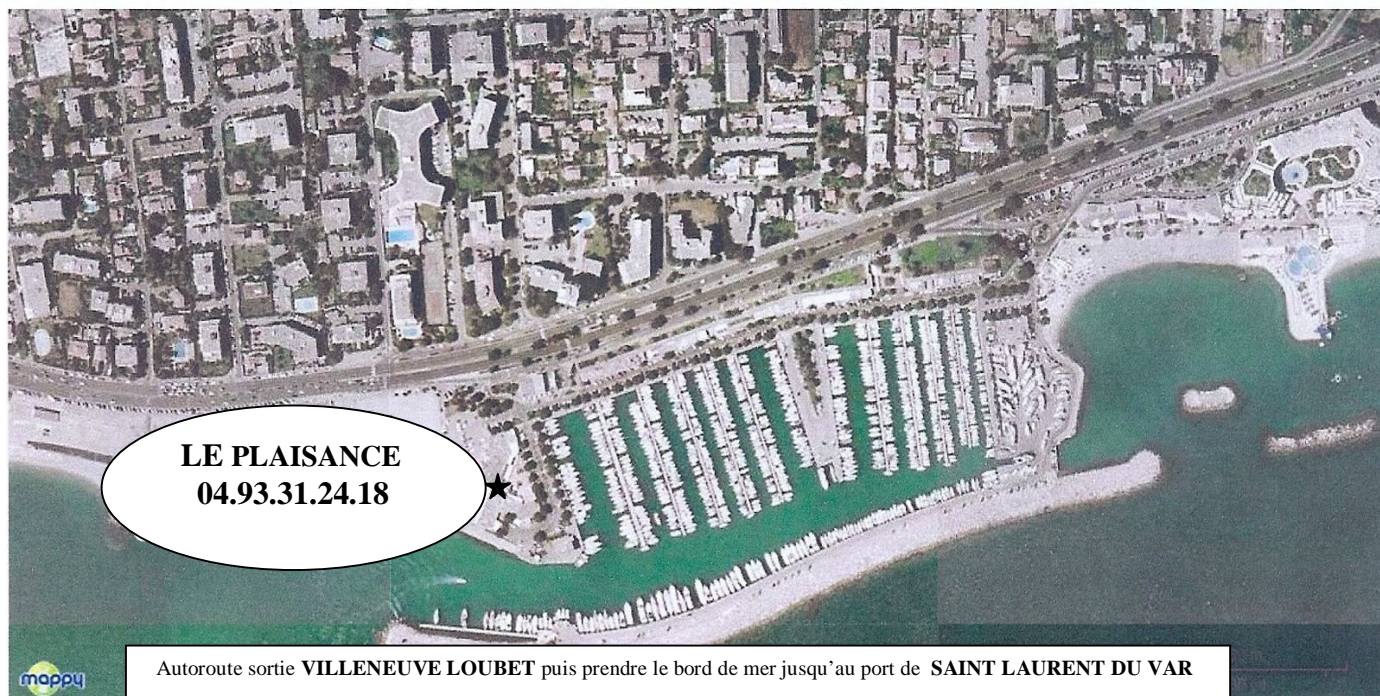 LE PLAISANCE
04.93.31.24.18
Autoroute sortie VILLENEUVE LOUBET puis prendre le bord de mer jusqu'au port de SAINT LAURENT DU VAR
mappy